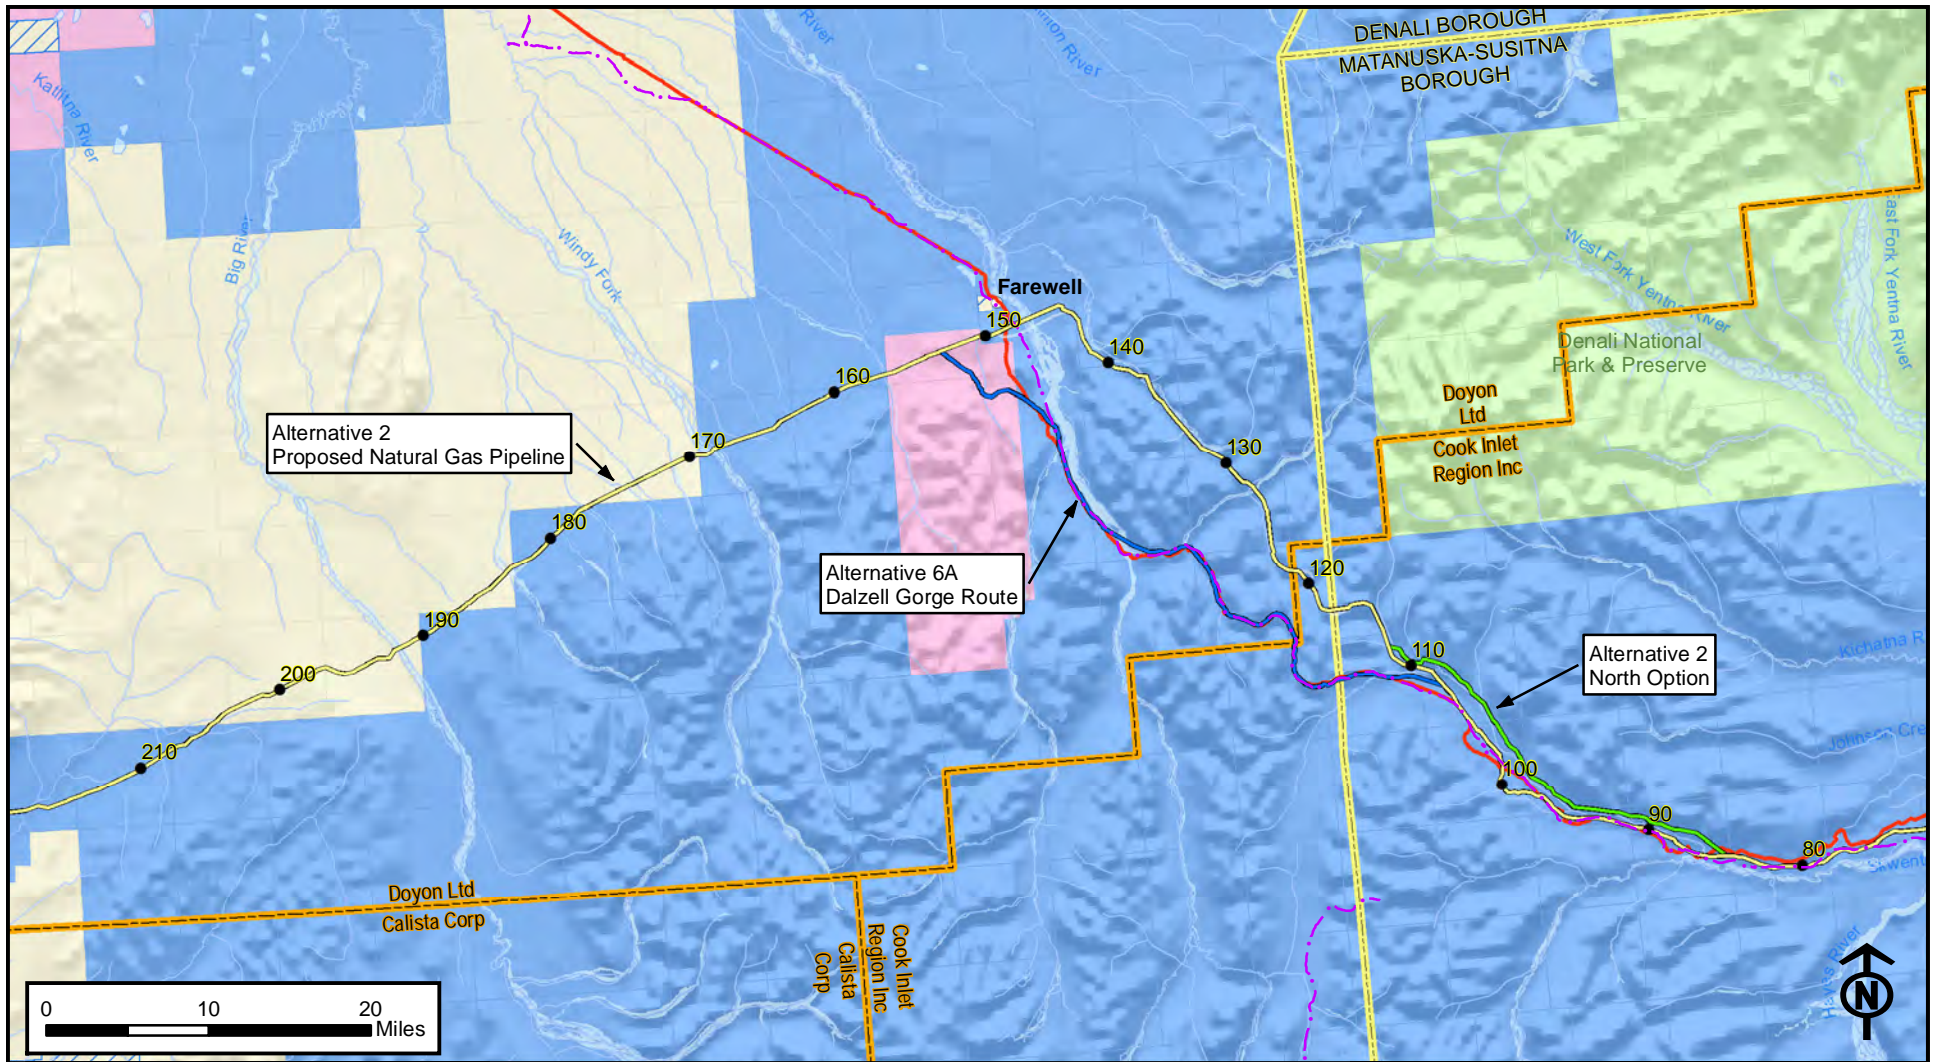 River
DENALI BOROUGH
MATANUSKA-SUSITNA
BOROUGH
Katlitna River
Big River
Windy Fork
West Fork Yentna River
East Fork Yentna River
Farewell
150
140
160
130
170
180
190
200
210
120
110
100
90
80
Denali National
Park & Preserve
Doyon
Ltd
Cook Inlet
Region Inc
Alternative 2
Proposed Natural Gas Pipeline
Alternative 6A
Dalzell Gorge Route
Alternative 2
North Option
Kichatna R
Johnson Cre
Skwent
Hayes River
Doyon Ltd
Calista Corp
Cook Inlet
Region Inc
Calista
Corp
0 10 20
Miles
N